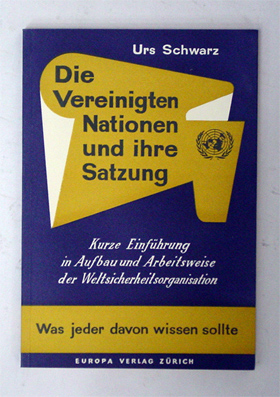 Urs Schwarz
Die
Vereinigten
Nationen
und ihre
Satzung
Kurze Einführung
in Aufbau und Arbeitsweise
der Weltsicherheitsorganisation
Was jeder davon wissen sollte
EUROPA VERLAG ZÜRICH